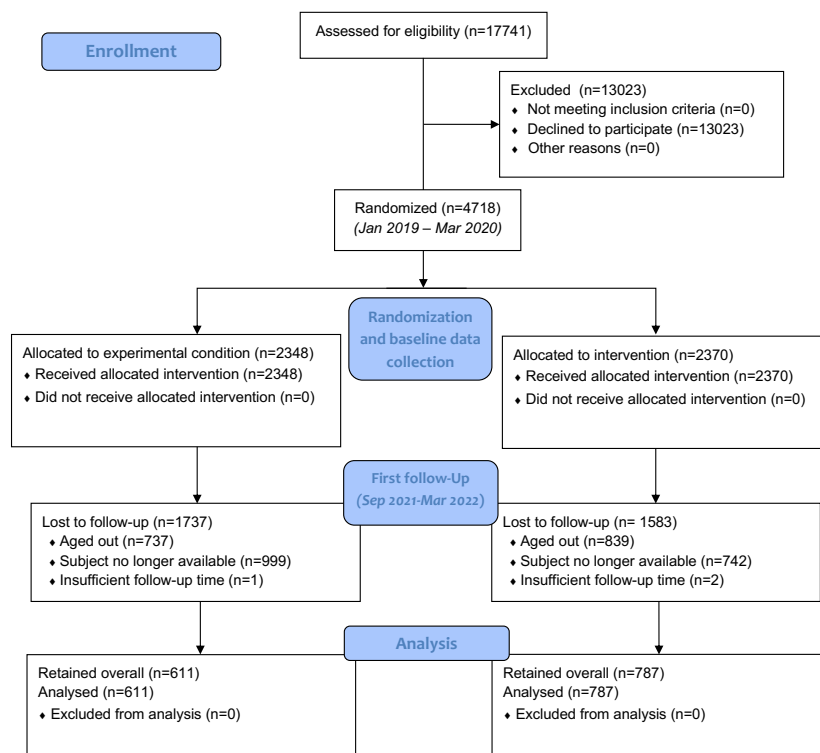 Assessed for eligibility (n=17741)
Enrollment
Excluded (n=13023)
♦ Not meeting inclusion criteria (n=0)
♦ Declined to participate (n=13023)
♦ Other reasons (n=0)
Randomized (n=4718)
(Jan 2019 – Mar 2020)
Randomization
and baseline data
collection
Allocated to experimental condition (n=2348)
♦ Received allocated intervention (n=2348)
♦ Did not receive allocated intervention (n=0)
Allocated to intervention (n=2370)
♦ Received allocated intervention (n=2370)
♦ Did not receive allocated intervention (n=0)
First follow-Up
(Sep 2021-Mar 2022)
Lost to follow-up (n=1737)
♦ Aged out (n=737)
♦ Subject no longer available (n=999)
♦ Insufficient follow-up time (n=1)
Lost to follow-up (n= 1583)
♦ Aged out (n=839)
♦ Subject no longer available (n=742)
♦ Insufficient follow-up time (n=2)
Analysis
Retained overall (n=611)
Analysed (n=611)
♦ Excluded from analysis (n=0)
Retained overall (n=787)
Analysed (n=787)
♦ Excluded from analysis (n=0)